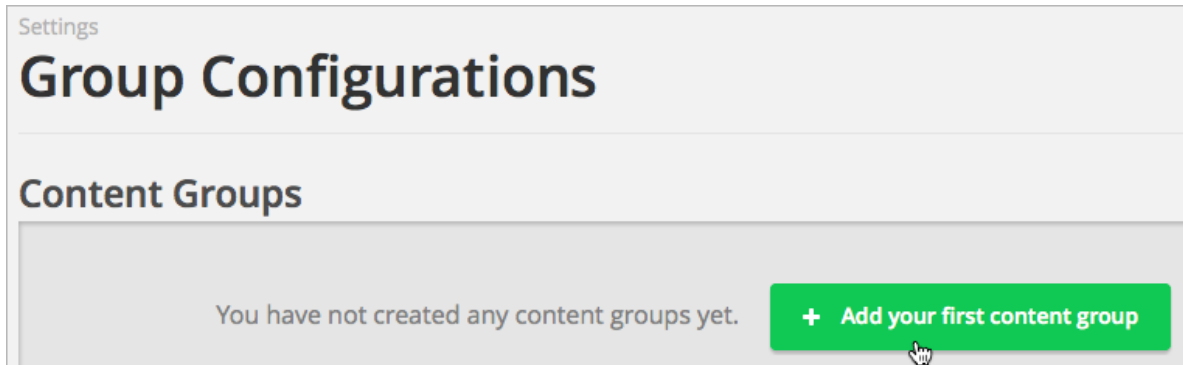 Settings
Group Configurations
Content Groups
You have not created any content groups yet.
+ Add your first content group